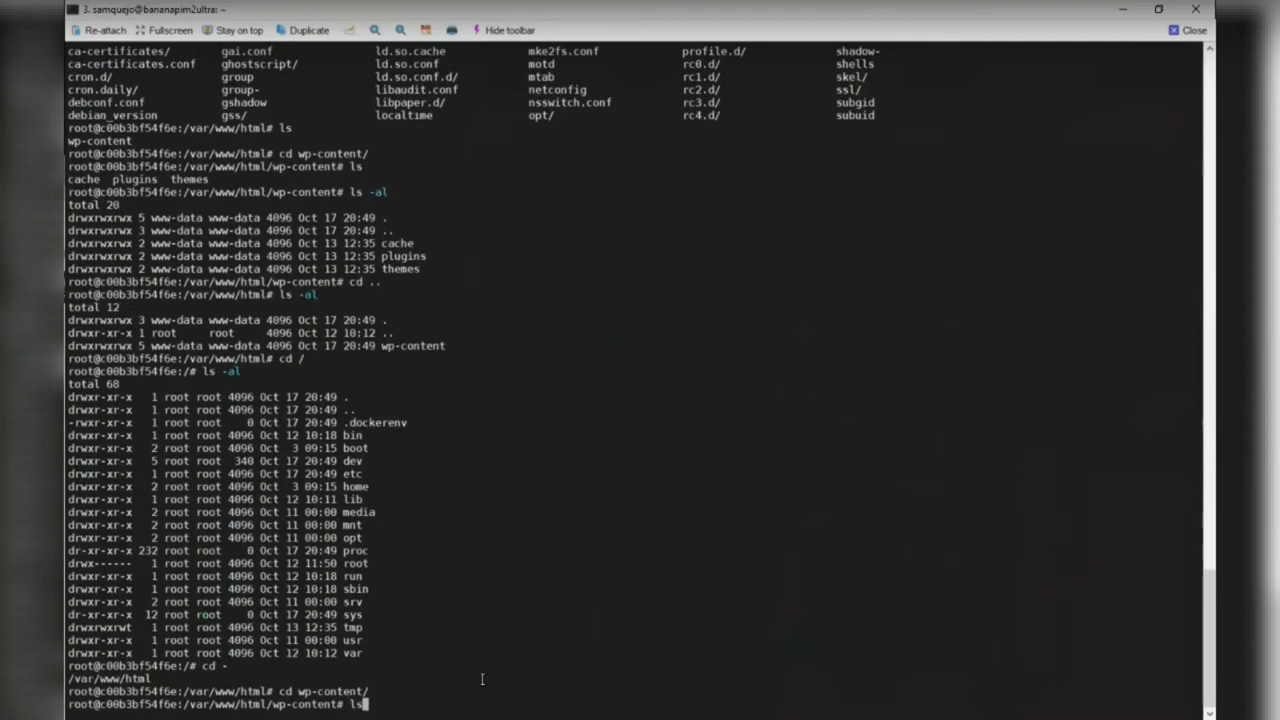 3. samquejo@bananapim2ultra: ~
Re-attach Fullscreen Stay on top Duplicate Hide toolbar Close
ca-certificates/ gai.conf ld.so.cache mke2fs.conf profile.d/ shadow-
ca-certificates.conf ghostscript/ ld.so.conf motd rc0.d/ shells
cron.d/ group ld.so.conf.d/ mtab rc1.d/ skel/
cron.daily/ group- libaudit.conf netconfig rc2.d/ ssl/
debconf.conf gshadow libpaper.d/ nsswitch.conf rc3.d/ subgid
debian_version gss/ localtime opt/ rc4.d/ subuid
root@c00b3bf54f6e:/var/www/html# ls
wp-content
root@c00b3bf54f6e:/var/www/html# cd wp-content/
root@c00b3bf54f6e:/var/www/html/wp-content# ls
cache plugins themes
root@c00b3bf54f6e:/var/www/html/wp-content# ls -al
total 20
drwxrwxrwx 5 www-data www-data 4096 Oct 17 20:49 .
drwxrwxrwx 3 www-data www-data 4096 Oct 17 20:49 ..
drwxrwxrwx 2 www-data www-data 4096 Oct 13 12:35 cache
drwxrwxrwx 2 www-data www-data 4096 Oct 13 12:35 plugins
drwxrwxrwx 2 www-data www-data 4096 Oct 13 12:35 themes
root@c00b3bf54f6e:/var/www/html/wp-content# cd ..
root@c00b3bf54f6e:/var/www/html# ls -al
total 12
drwxrwxrwx 3 www-data www-data 4096 Oct 17 20:49 .
drwxr-xr-x 1 root root 4096 Oct 12 10:12 ..
drwxrwxrwx 5 www-data www-data 4096 Oct 17 20:49 wp-content
root@c00b3bf54f6e:/var/www/html# cd /
root@c00b3bf54f6e:/# ls -al
total 68
drwxr-xr-x 1 root root 4096 Oct 17 20:49 .
drwxr-xr-x 1 root root 4096 Oct 17 20:49 ..
-rwxr-xr-x 1 root root 0 Oct 17 20:49 .dockerenv
drwxr-xr-x 1 root root 4096 Oct 12 10:18 bin
drwxr-xr-x 2 root root 4096 Oct 3 09:15 boot
drwxr-xr-x 5 root root 340 Oct 17 20:49 dev
drwxr-xr-x 1 root root 4096 Oct 17 20:49 etc
drwxr-xr-x 2 root root 4096 Oct 3 09:15 home
drwxr-xr-x 1 root root 4096 Oct 12 10:11 lib
drwxr-xr-x 2 root root 4096 Oct 11 00:00 media
drwxr-xr-x 2 root root 4096 Oct 11 00:00 mnt
drwxr-xr-x 2 root root 4096 Oct 11 00:00 opt
dr-xr-xr-x 232 root root 0 Oct 17 20:49 proc
drwx------ 1 root root 4096 Oct 12 11:50 root
drwxr-xr-x 1 root root 4096 Oct 12 10:18 run
drwxr-xr-x 1 root root 4096 Oct 12 10:18 sbin
drwxr-xr-x 2 root root 4096 Oct 11 00:00 srv
dr-xr-xr-x 12 root root 0 Oct 17 20:49 sys
drwxrwxrwt 1 root root 4096 Oct 13 12:35 tmp
drwxr-xr-x 1 root root 4096 Oct 11 00:00 usr
drwxr-xr-x 1 root root 4096 Oct 12 10:12 var
root@c00b3bf54f6e:/# cd -
/var/www/html
root@c00b3bf54f6e:/var/www/html# cd wp-content/
root@c00b3bf54f6e:/var/www/html/wp-content# ls